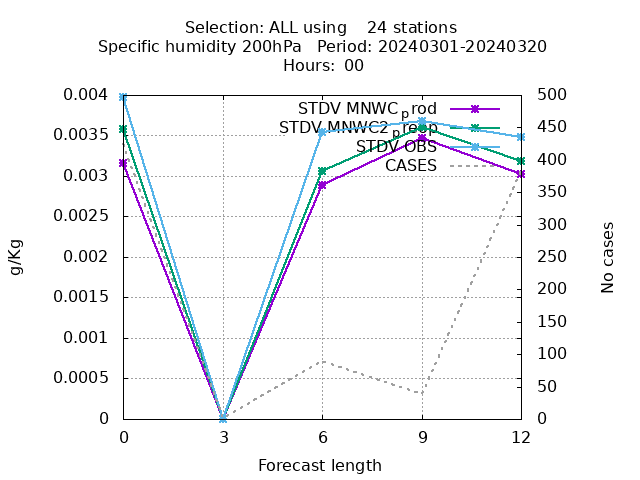 Selection: ALL using    24 stations
Specific humidity 200hPa   Period: 20240301-20240320
Hours:  00
STDV MNWC_prod
STDV MNWC2_preop
STDV OBS
CASES
0.004
0.0035
0.003
0.0025
0.002
0.0015
0.001
0.0005
0
500
450
400
350
300
250
200
150
100
50
0
g/Kg
No cases
0 3 6 9 12
Forecast length